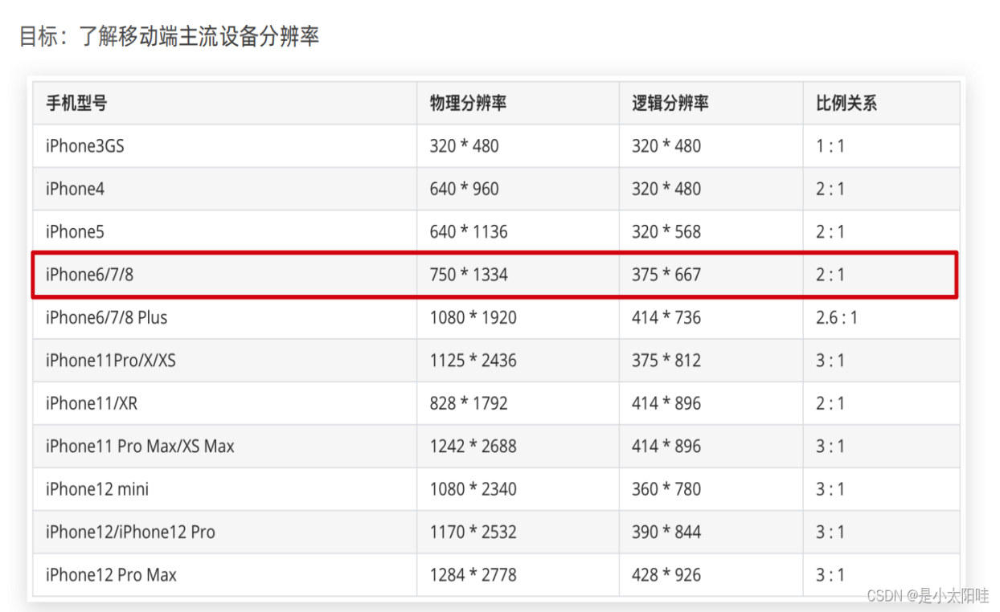 目标：了解移动端主流设备分辨率
手机型号 物理分辨率 逻辑分辨率 比例关系
iPhone3GS 320 * 480 320 * 480 1 : 1
iPhone4 640 * 960 320 * 480 2 : 1
iPhone5 640 * 1136 320 * 568 2 : 1
iPhone6/7/8 750 * 1334 375 * 667 2 : 1
iPhone6/7/8 Plus 1080 * 1920 414 * 736 2.6 : 1
iPhone11Pro/X/XS 1125 * 2436 375 * 812 3 : 1
iPhone11/XR 828 * 1792 414 * 896 2 : 1
iPhone11 Pro Max/XS Max 1242 * 2688 414 * 896 3 : 1
iPhone12 mini 1080 * 2340 360 * 780 3 : 1
iPhone12/iPhone12 Pro 1170 * 2532 390 * 844 3 : 1
iPhone12 Pro Max 1284 * 2778 428 * 926 3 : 1
CSDN @是小太阳哇